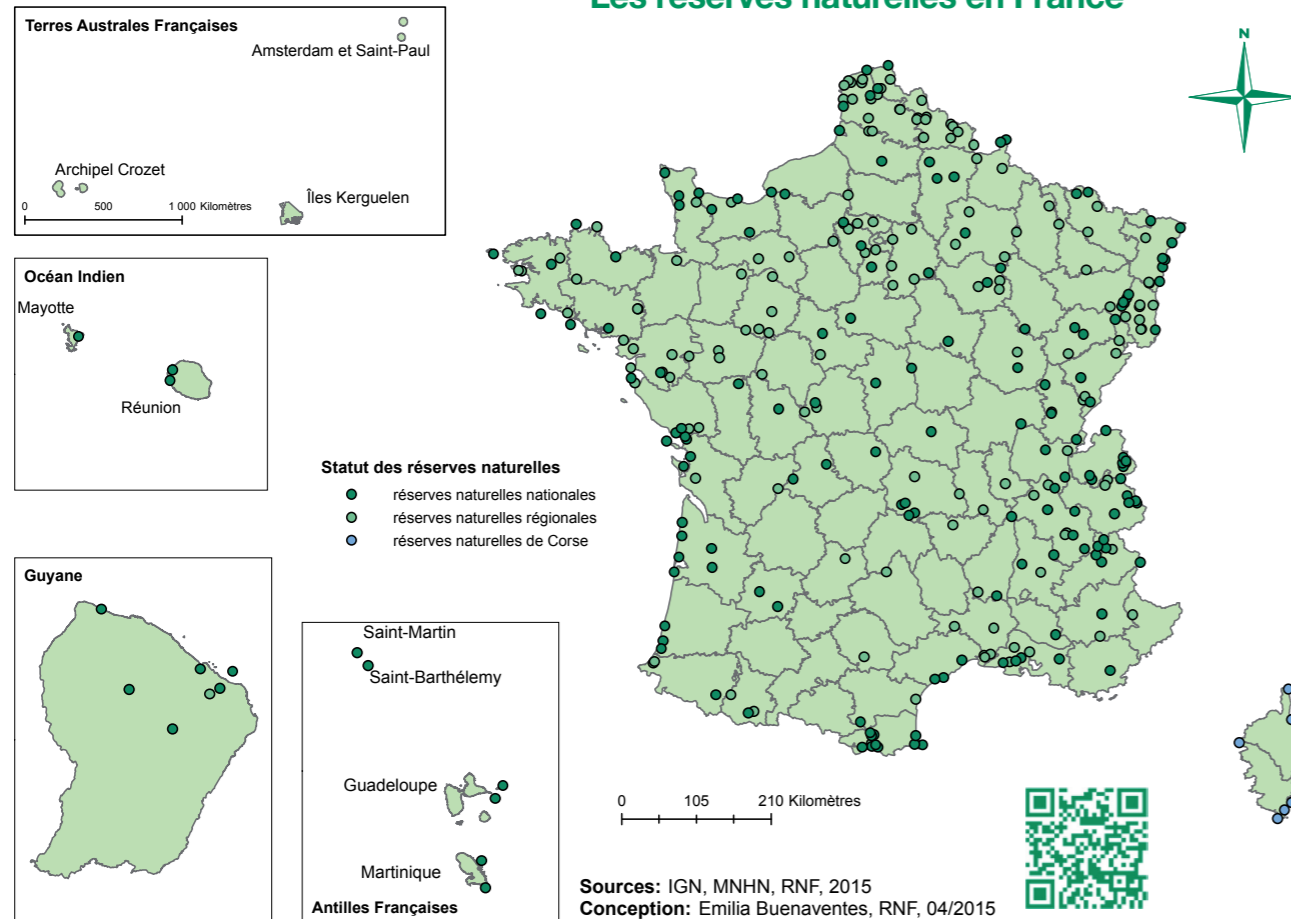 Les réserves naturelles en France
Terres Australes Françaises
Amsterdam et Saint-Paul
Archipel Crozet
Îles Kerguelen
0 500 1 000 Kilomètres
N
Océan Indien
Mayotte
Réunion
Statut des réserves naturelles
réserves naturelles nationales
réserves naturelles régionales
réserves naturelles de Corse
Guyane
Saint-Martin
Saint-Barthélemy
Guadeloupe
Martinique
Antilles Françaises
0 105 210 Kilomètres
Sources: IGN, MNHN, RNF, 2015
Conception: Emilia Buenaventes, RNF, 04/2015